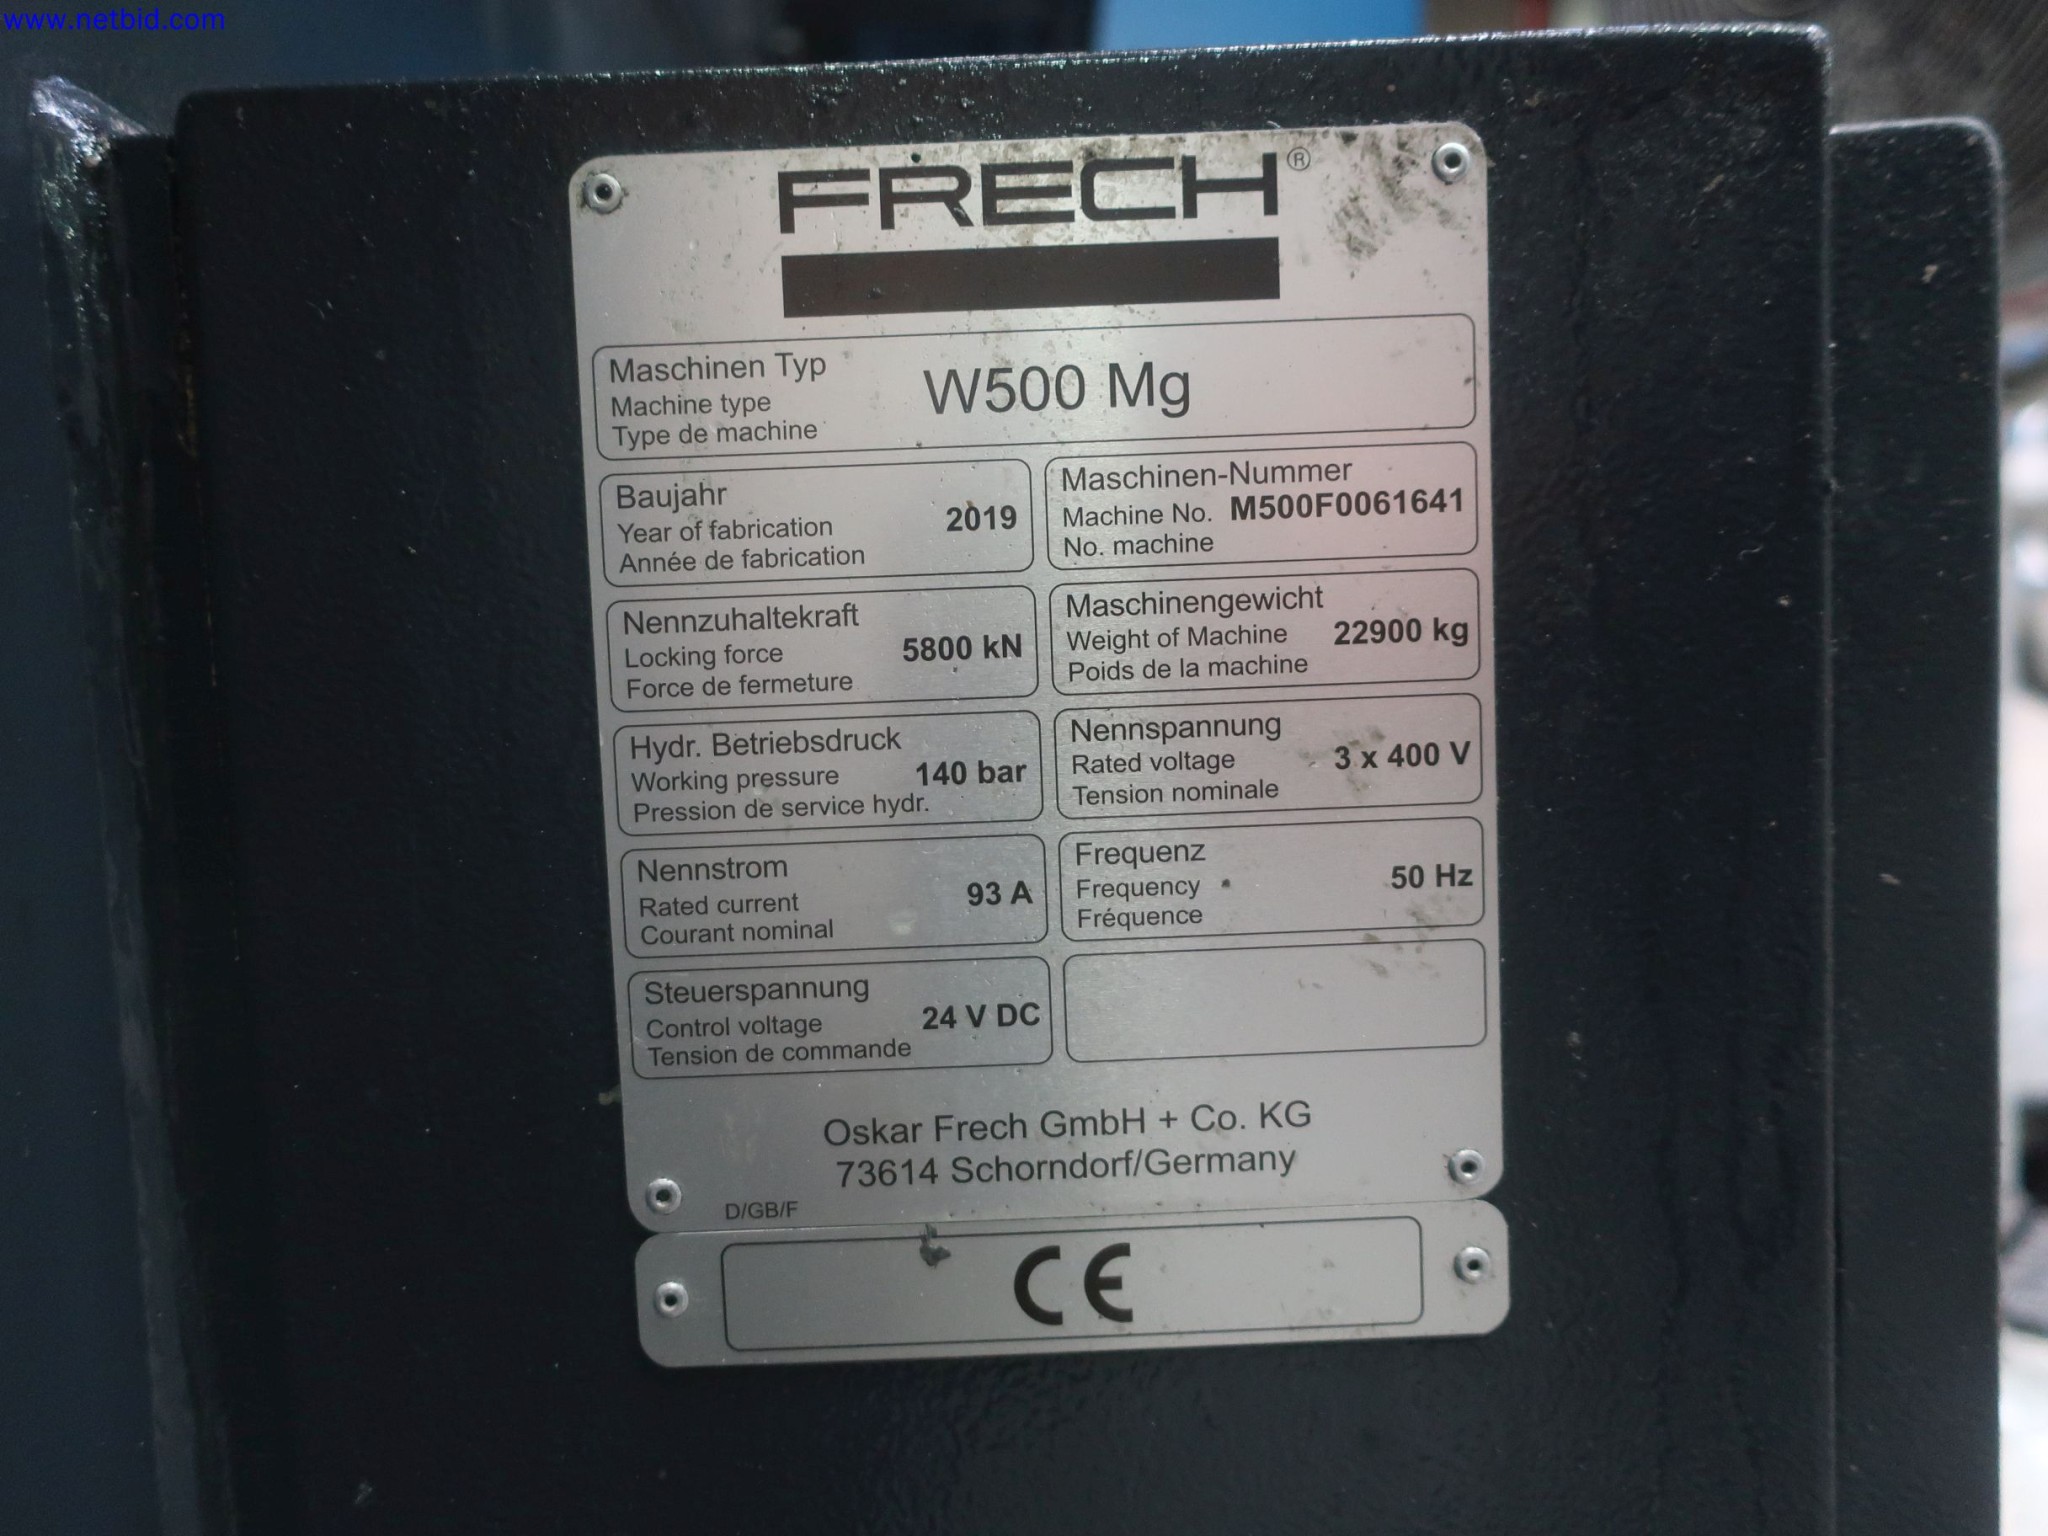 www.netbid.com
FRECH®
Maschinen Typ
Machine type
Type de machine
W500 Mg
Baujahr
Year of fabrication
Année de fabrication
2019
Maschinen-Nummer
Machine No.
No. machine
M500F0061641
Nennzuhaltekraft
Locking force
Force de fermeture
5800 kN
Maschinengewicht
Weight of Machine
Poids de la machine
22900 kg
Hydr. Betriebsdruck
Working pressure
Pression de service hydr.
140 bar
Nennspannung
Rated voltage
Tension nominale
3 x 400 V
Nennstrom
Rated current
Courant nominal
93 A
Frequenz
Frequency
Fréquence
50 Hz
Steuerspannung
Control voltage
Tension de commande
24 V DC
Oskar Frech GmbH + Co. KG
73614 Schorndorf/Germany
D/GB/F
CE